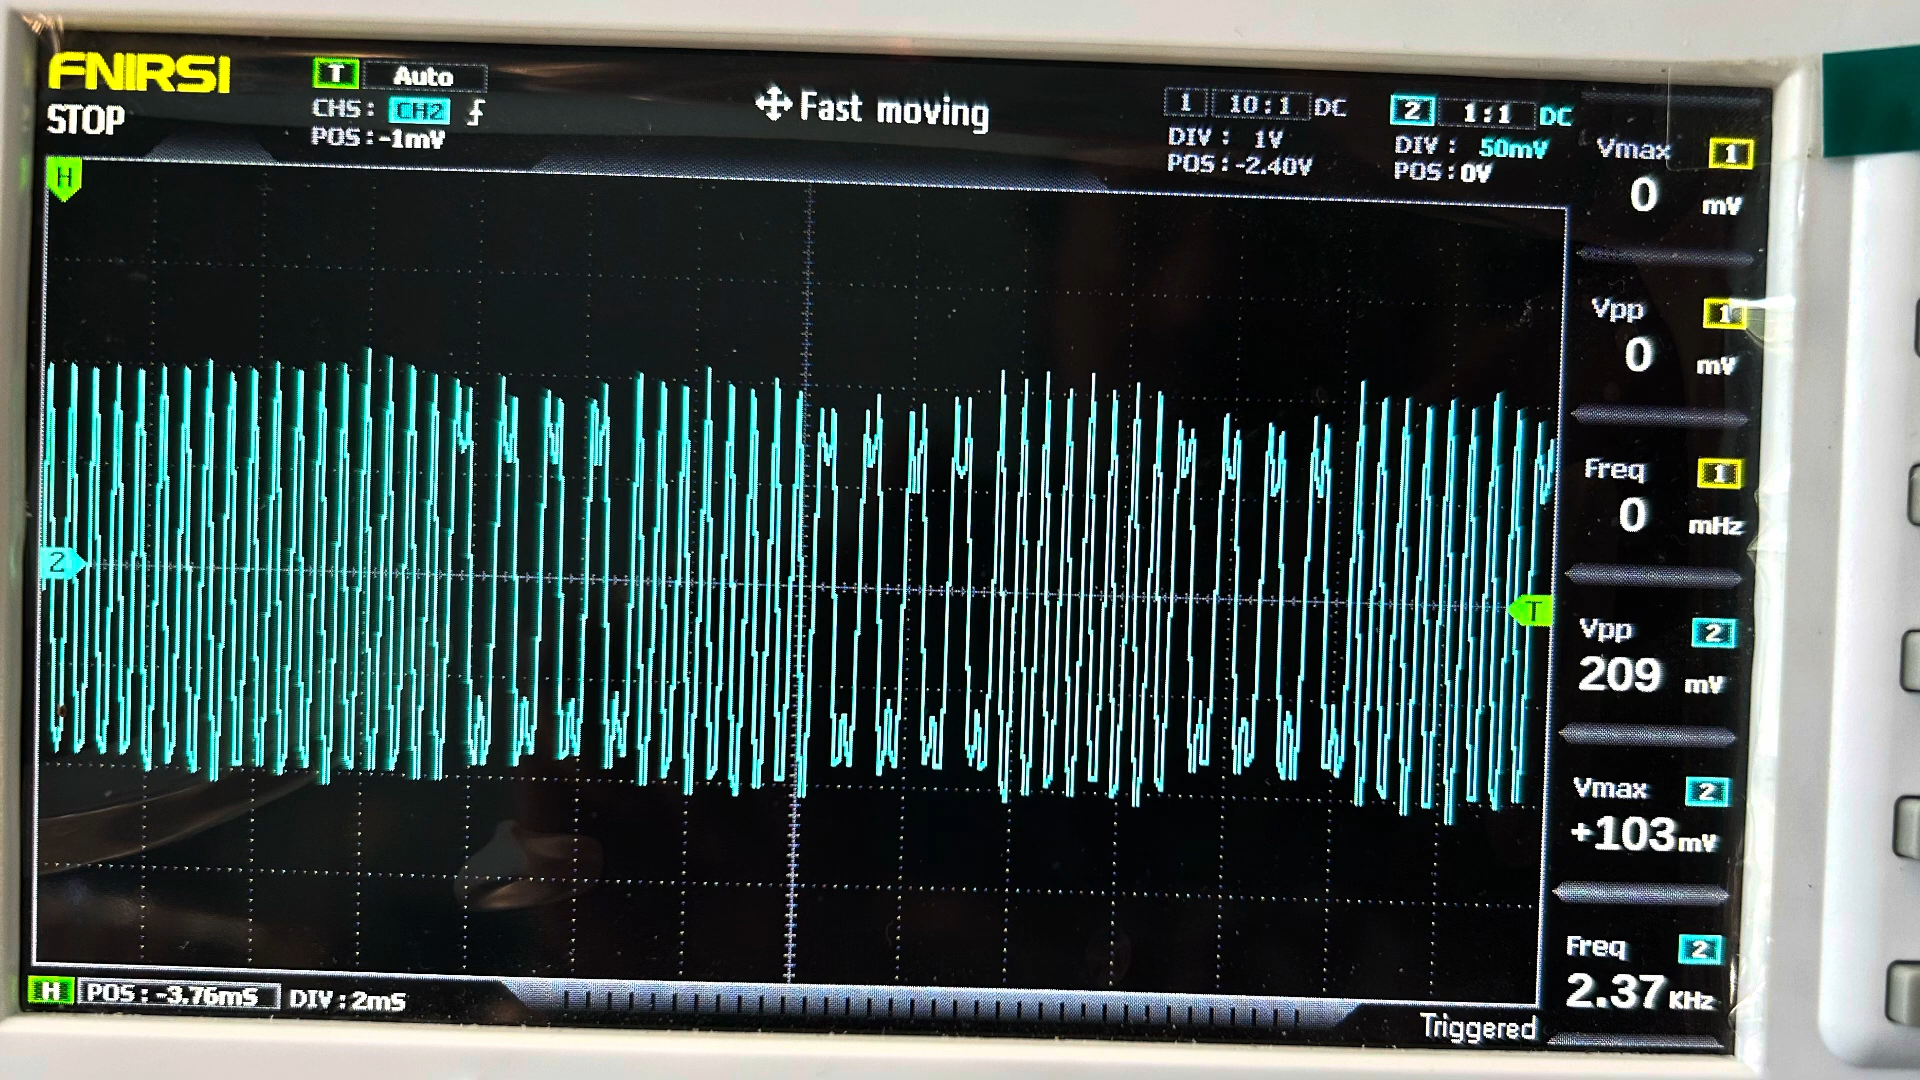 FNIRSI
STOP
T Auto
CHS: CH2
POS:-1mV
Fast moving
1 10:1 DC
DIV: 1V
POS:-2.40V
2 1:1 DC
DIV: 50mV
POS:0V
H
2
T
Vmax 1
0 mV
Vpp 1
0 mV
Freq 1
0 mHz
Vpp 2
209 mV
Vmax 2
+103mV
Freq 2
2.37KHz
H POS:-3.76mS DIV:2mS
Triggered